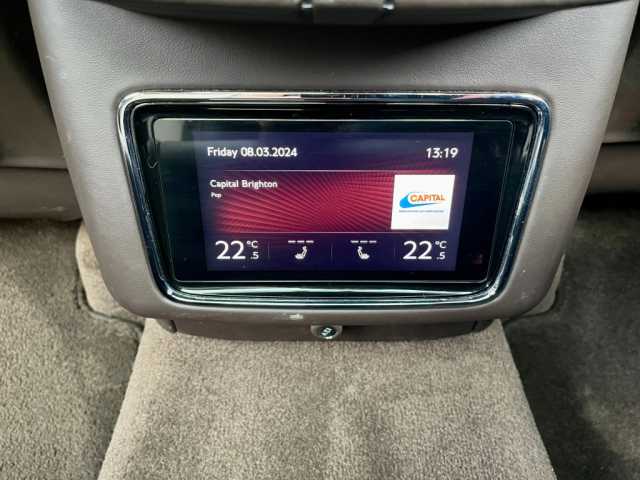 Friday 08.03.2024 13:19
Capital Brighton
Pop
CAPITAL
22 °C .5 22 °C .5